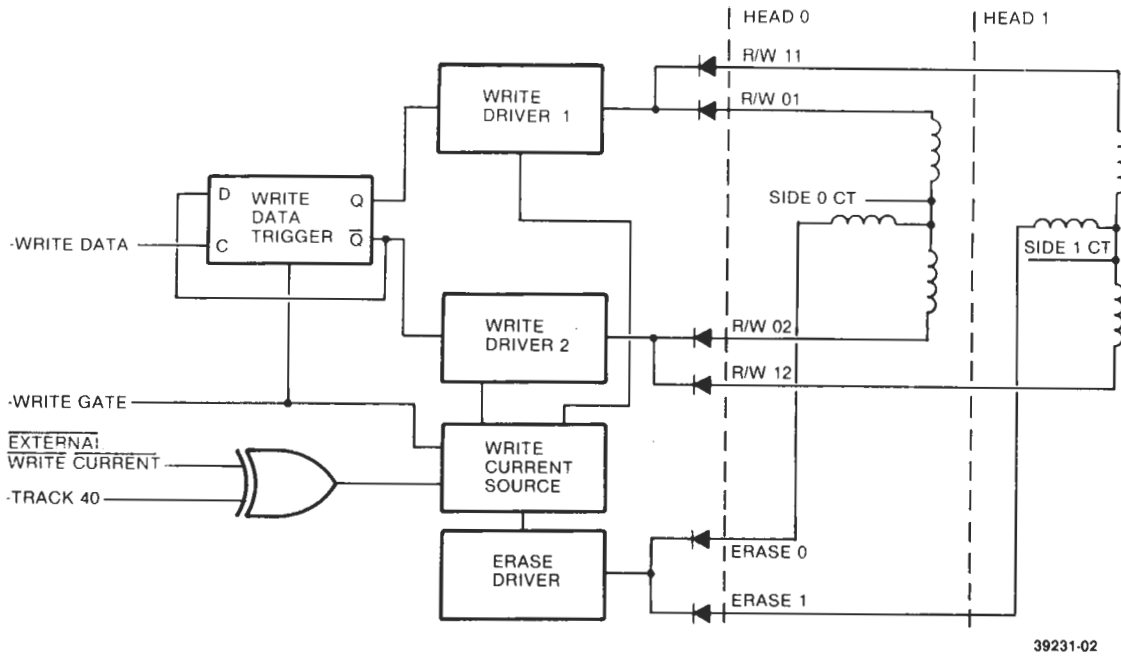 HEAD 0
HEAD 1
R/W 11
WRITE
DRIVER 1
R/W 01
D
WRITE
DATA
TRIGGER
Q
SIDE 0 CT
-WRITE DATA
C
Q̅
SIDE 1 CT
WRITE
DRIVER 2
R/W 02
R/W 12
-WRITE GATE
EXTERNAL
WRITE CURRENT
WRITE
CURRENT
SOURCE
-TRACK 40
ERASE
DRIVER
ERASE 0
ERASE 1
39231-02